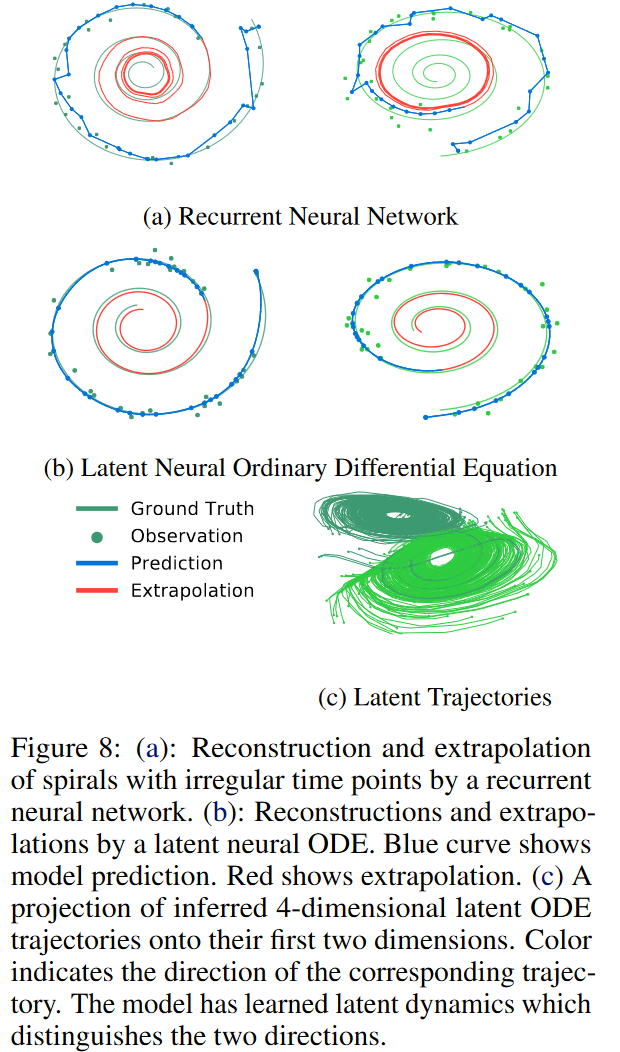 (a) Recurrent Neural Network
(b) Latent Neural Ordinary Differential Equation
Ground Truth
Observation
Prediction
Extrapolation
(c) Latent Trajectories
Figure 8: (a): Reconstruction and extrapolation
of spirals with irregular time points by a recurrent
neural network. (b): Reconstructions and extrapo-
lations by a latent neural ODE. Blue curve shows
model prediction. Red shows extrapolation. (c) A
projection of inferred 4-dimensional latent ODE
trajectories onto their first two dimensions. Color
indicates the direction of the corresponding trajec-
tory. The model has learned latent dynamics which
distinguishes the two directions.